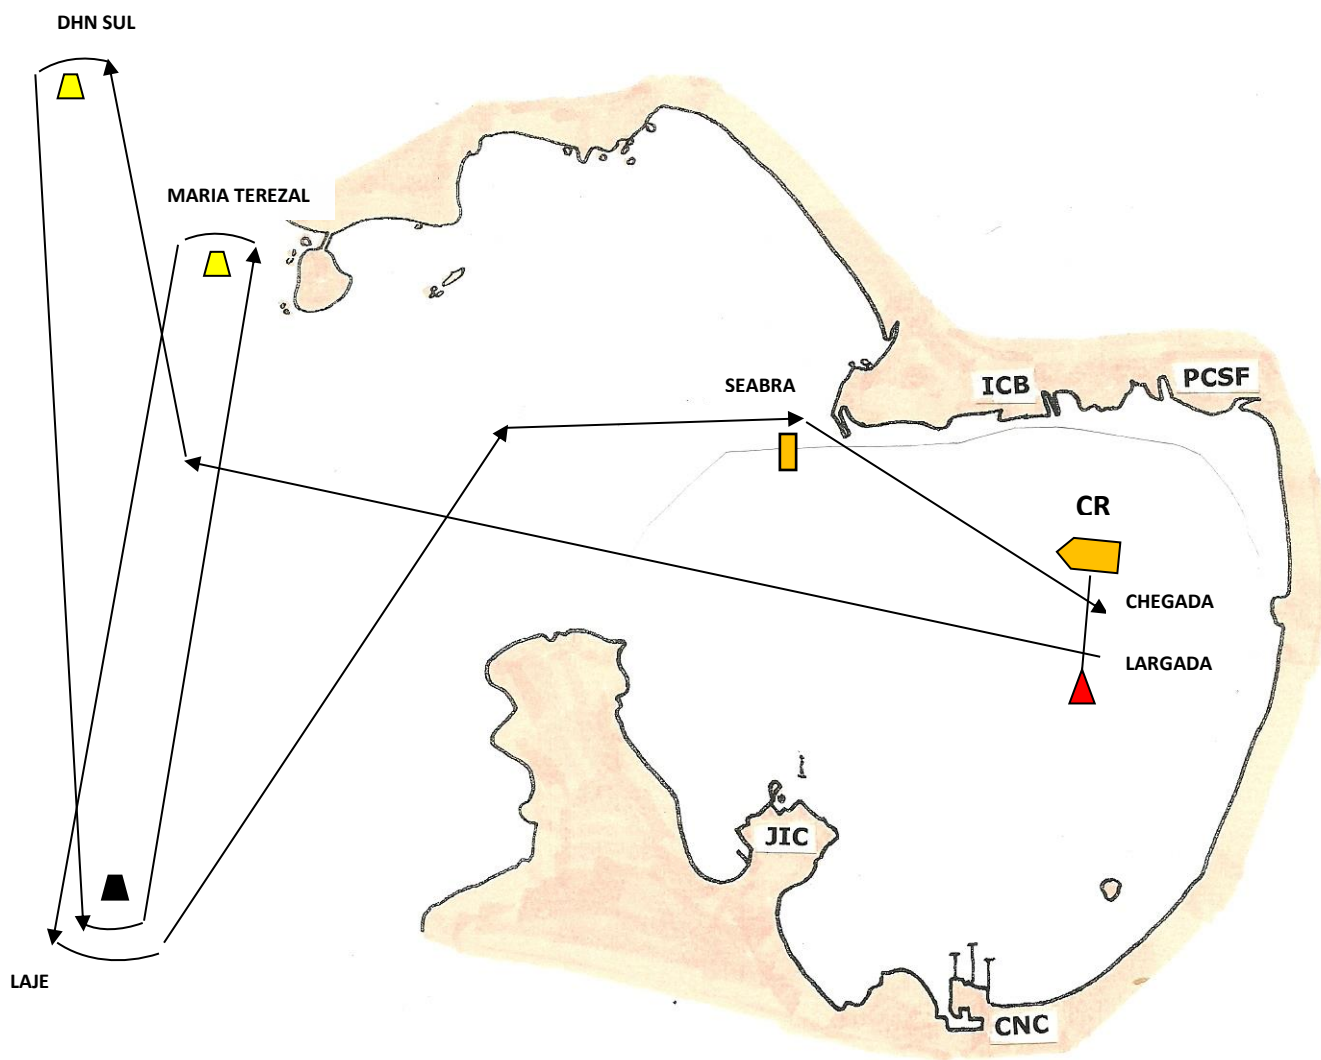 DHN SUL
MARIA TEREZAL
SEABRA
ICB
PCSF
CR
CHEGADA
LARGADA
JIC
LAJE
CNC